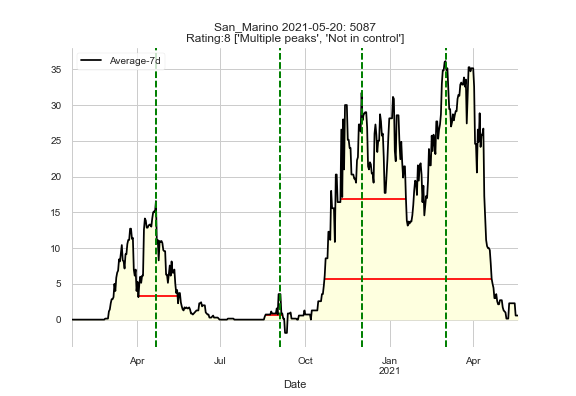 San_Marino 2021-05-20: 5087
Rating:8 ['Multiple peaks', 'Not in control']
Average-7d
35
30
25
20
15
10
5
0
Apr
Jul
Oct
Jan
2021
Apr
Date